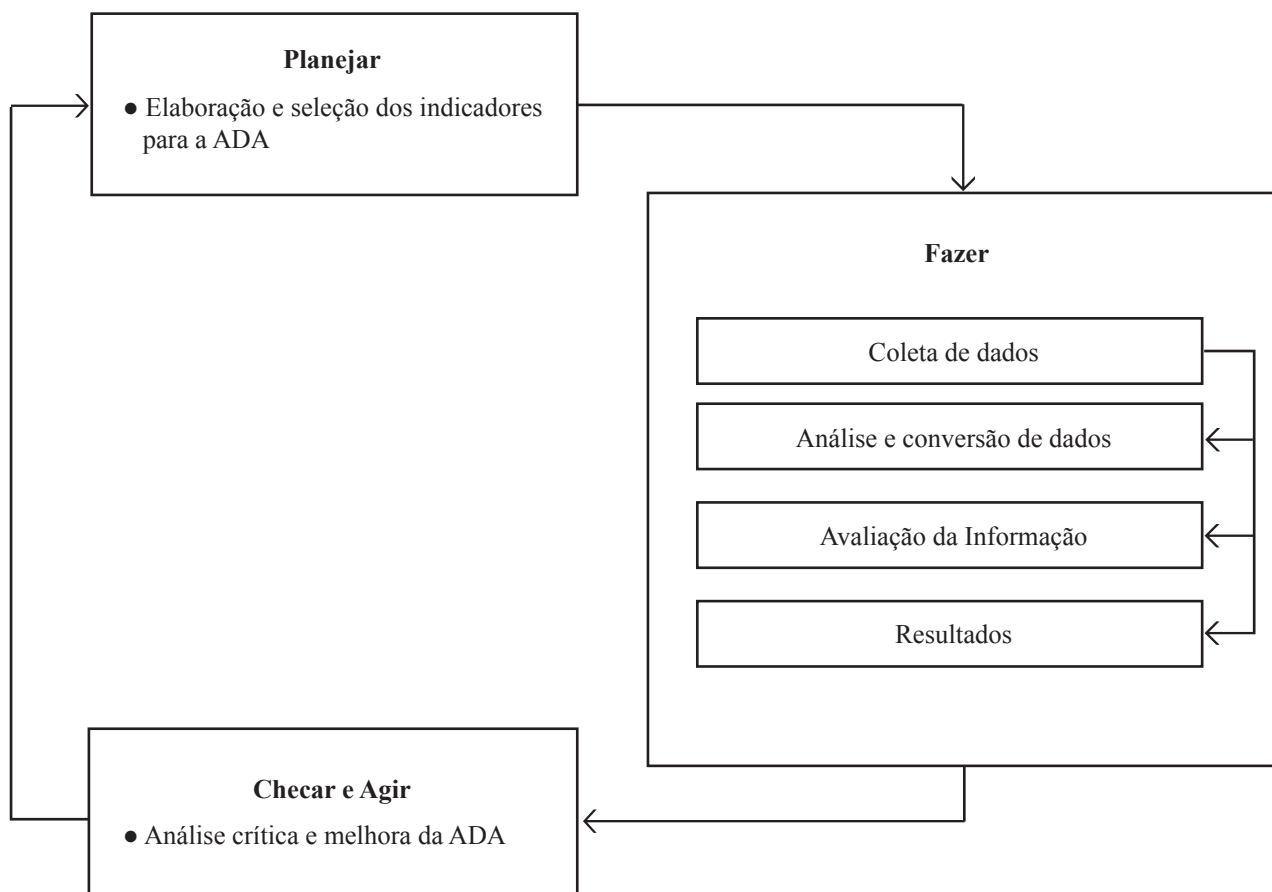 Planejar
● Elaboração e seleção dos indicadores
para a ADA
Fazer
Coleta de dados
Análise e conversão de dados
Avaliação da Informação
Resultados
Checar e Agir
● Análise crítica e melhora da ADA